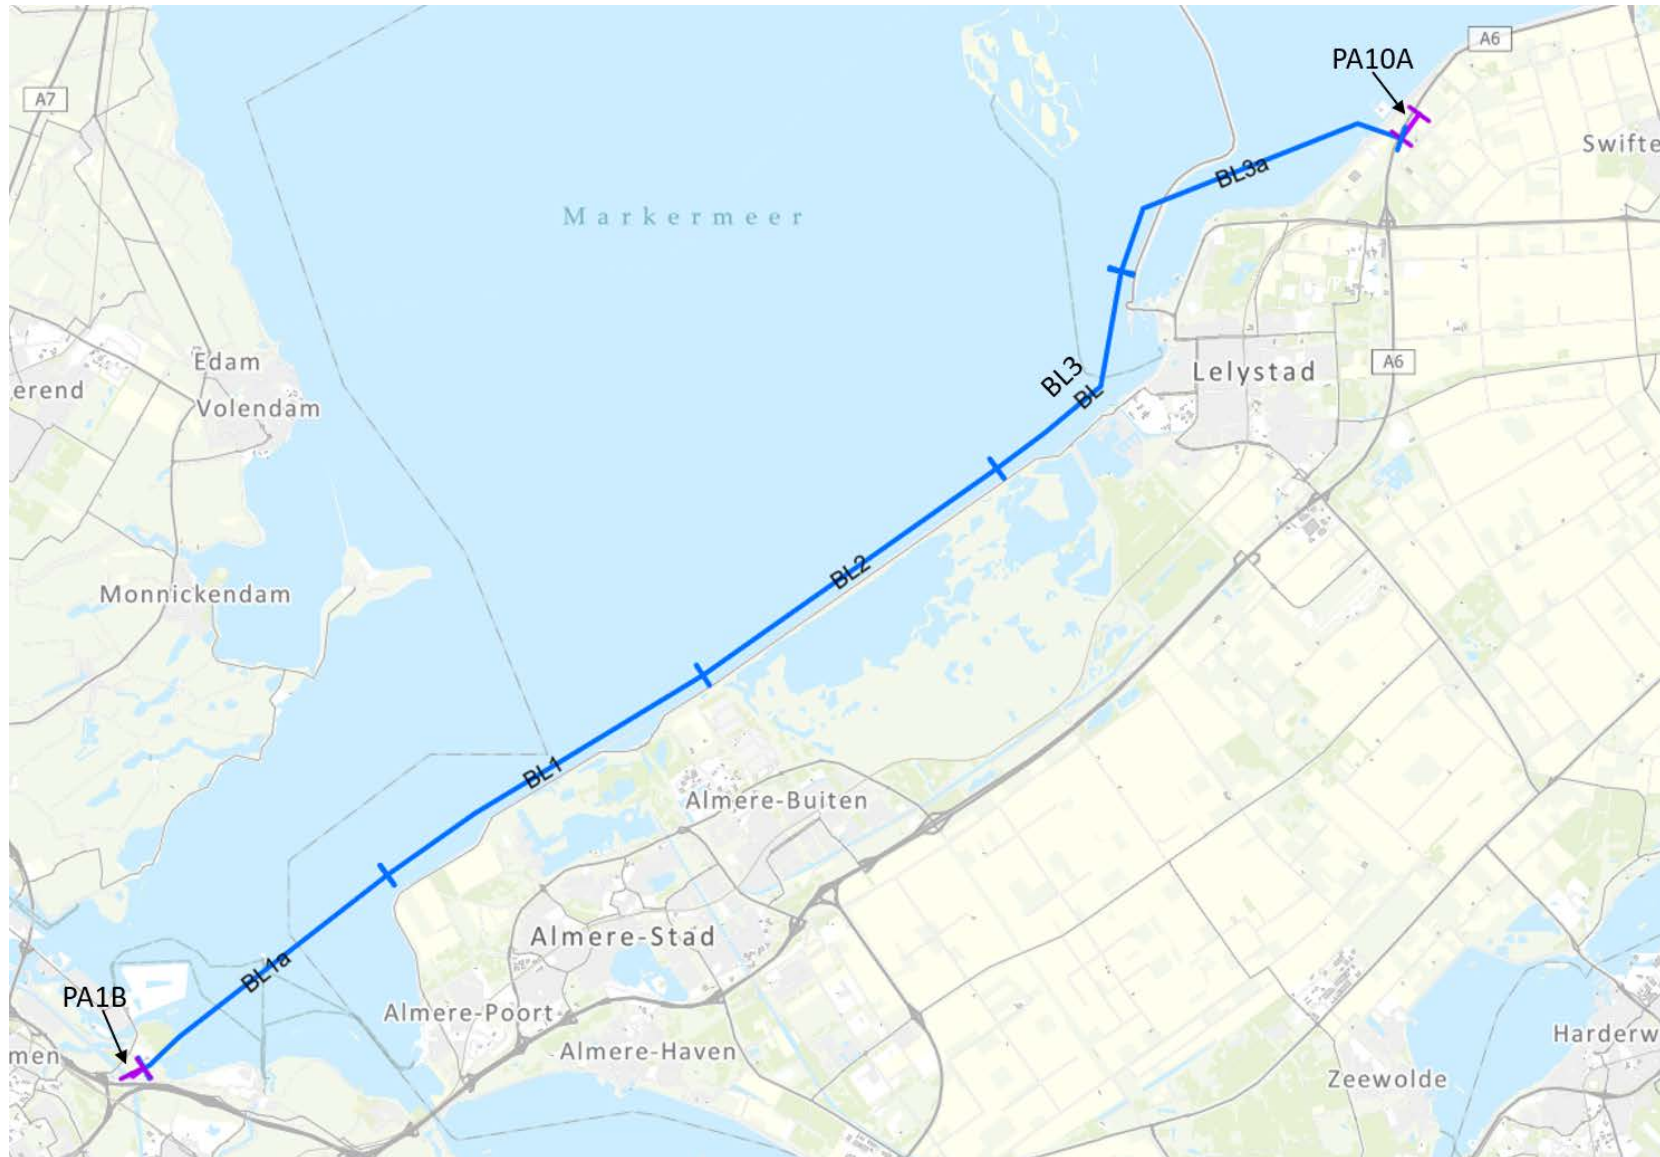 A6
PA10A
A7
Swifte
BL3a
Markermeer
Edam
Lelystad
A6
erend
BL3
BL
Volendam
BL2
Monnickendam
BL1
Almere-Buiten
Almere-Stad
BL1a
PA1B
Almere-Poort
Harderw
men
Almere-Haven
Zeewolde